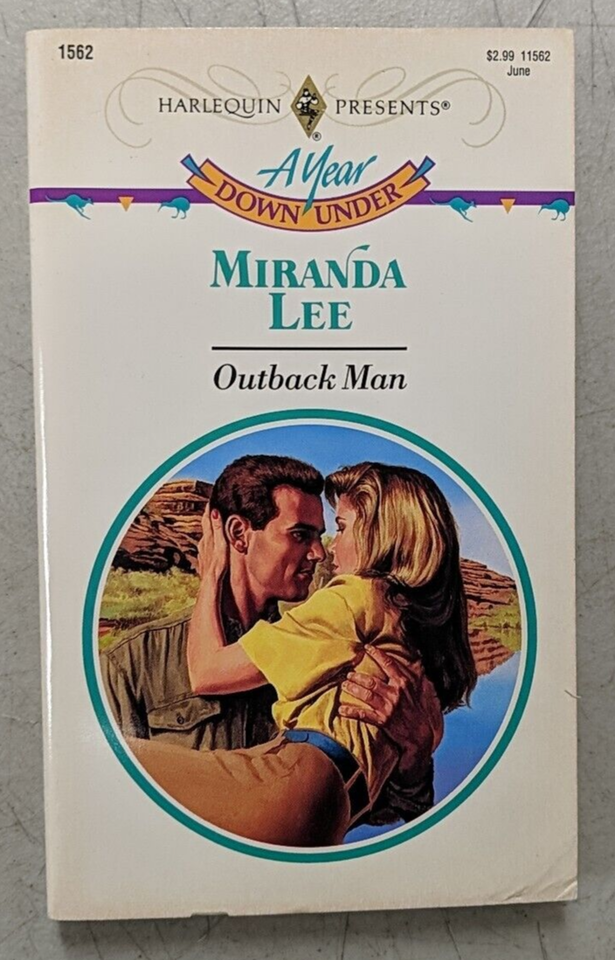 1562
$2.99 11562
June
HARLEQUIN PRESENTS®
®
A Year
DOWN UNDER
MIRANDA
LEE
Outback Man